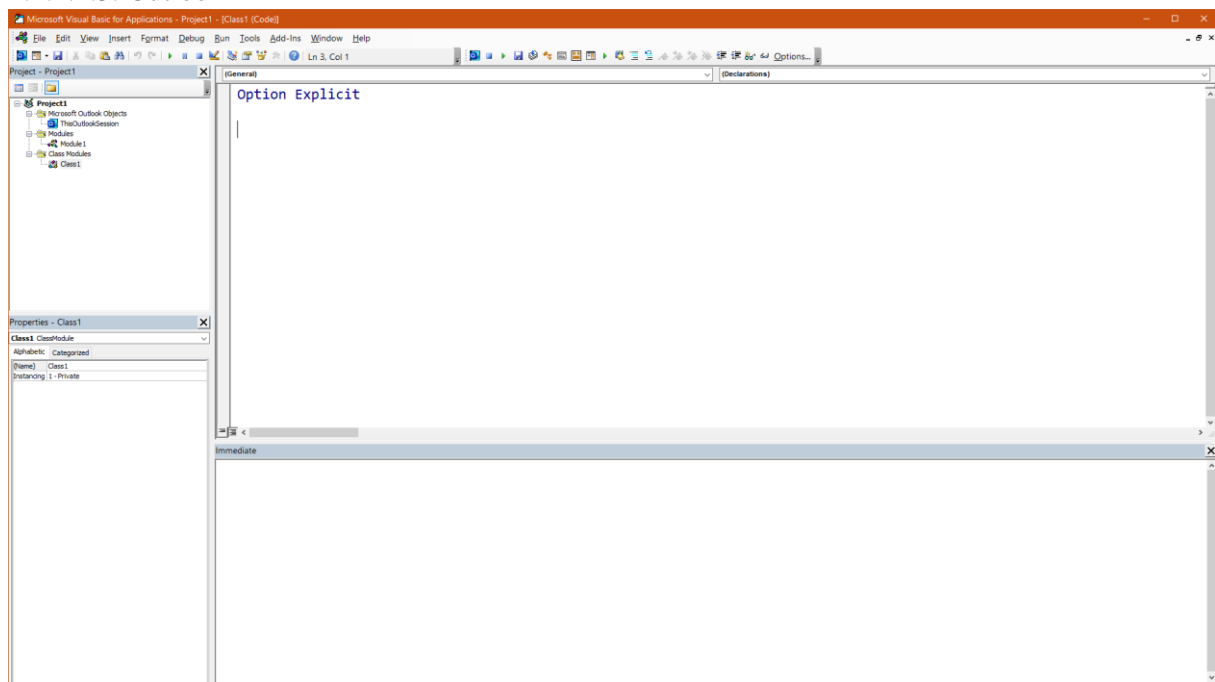 Microsoft Visual Basic for Applications - Project1 - [Class1 (Code)]
File Edit View Insert Format Debug Run Tools Add-Ins Window Help
Ln 3, Col 1
Options...
Project - Project1
Project1
Microsoft Outlook Objects
ThisOutlookSession
Modules
Module1
Class Modules
Class1
(General)
(Declarations)
Option Explicit
Properties - Class1
Class1 ClassModule
Alphabetic Categorized
(Name) Class1
Instancing 1 - Private
Immediate